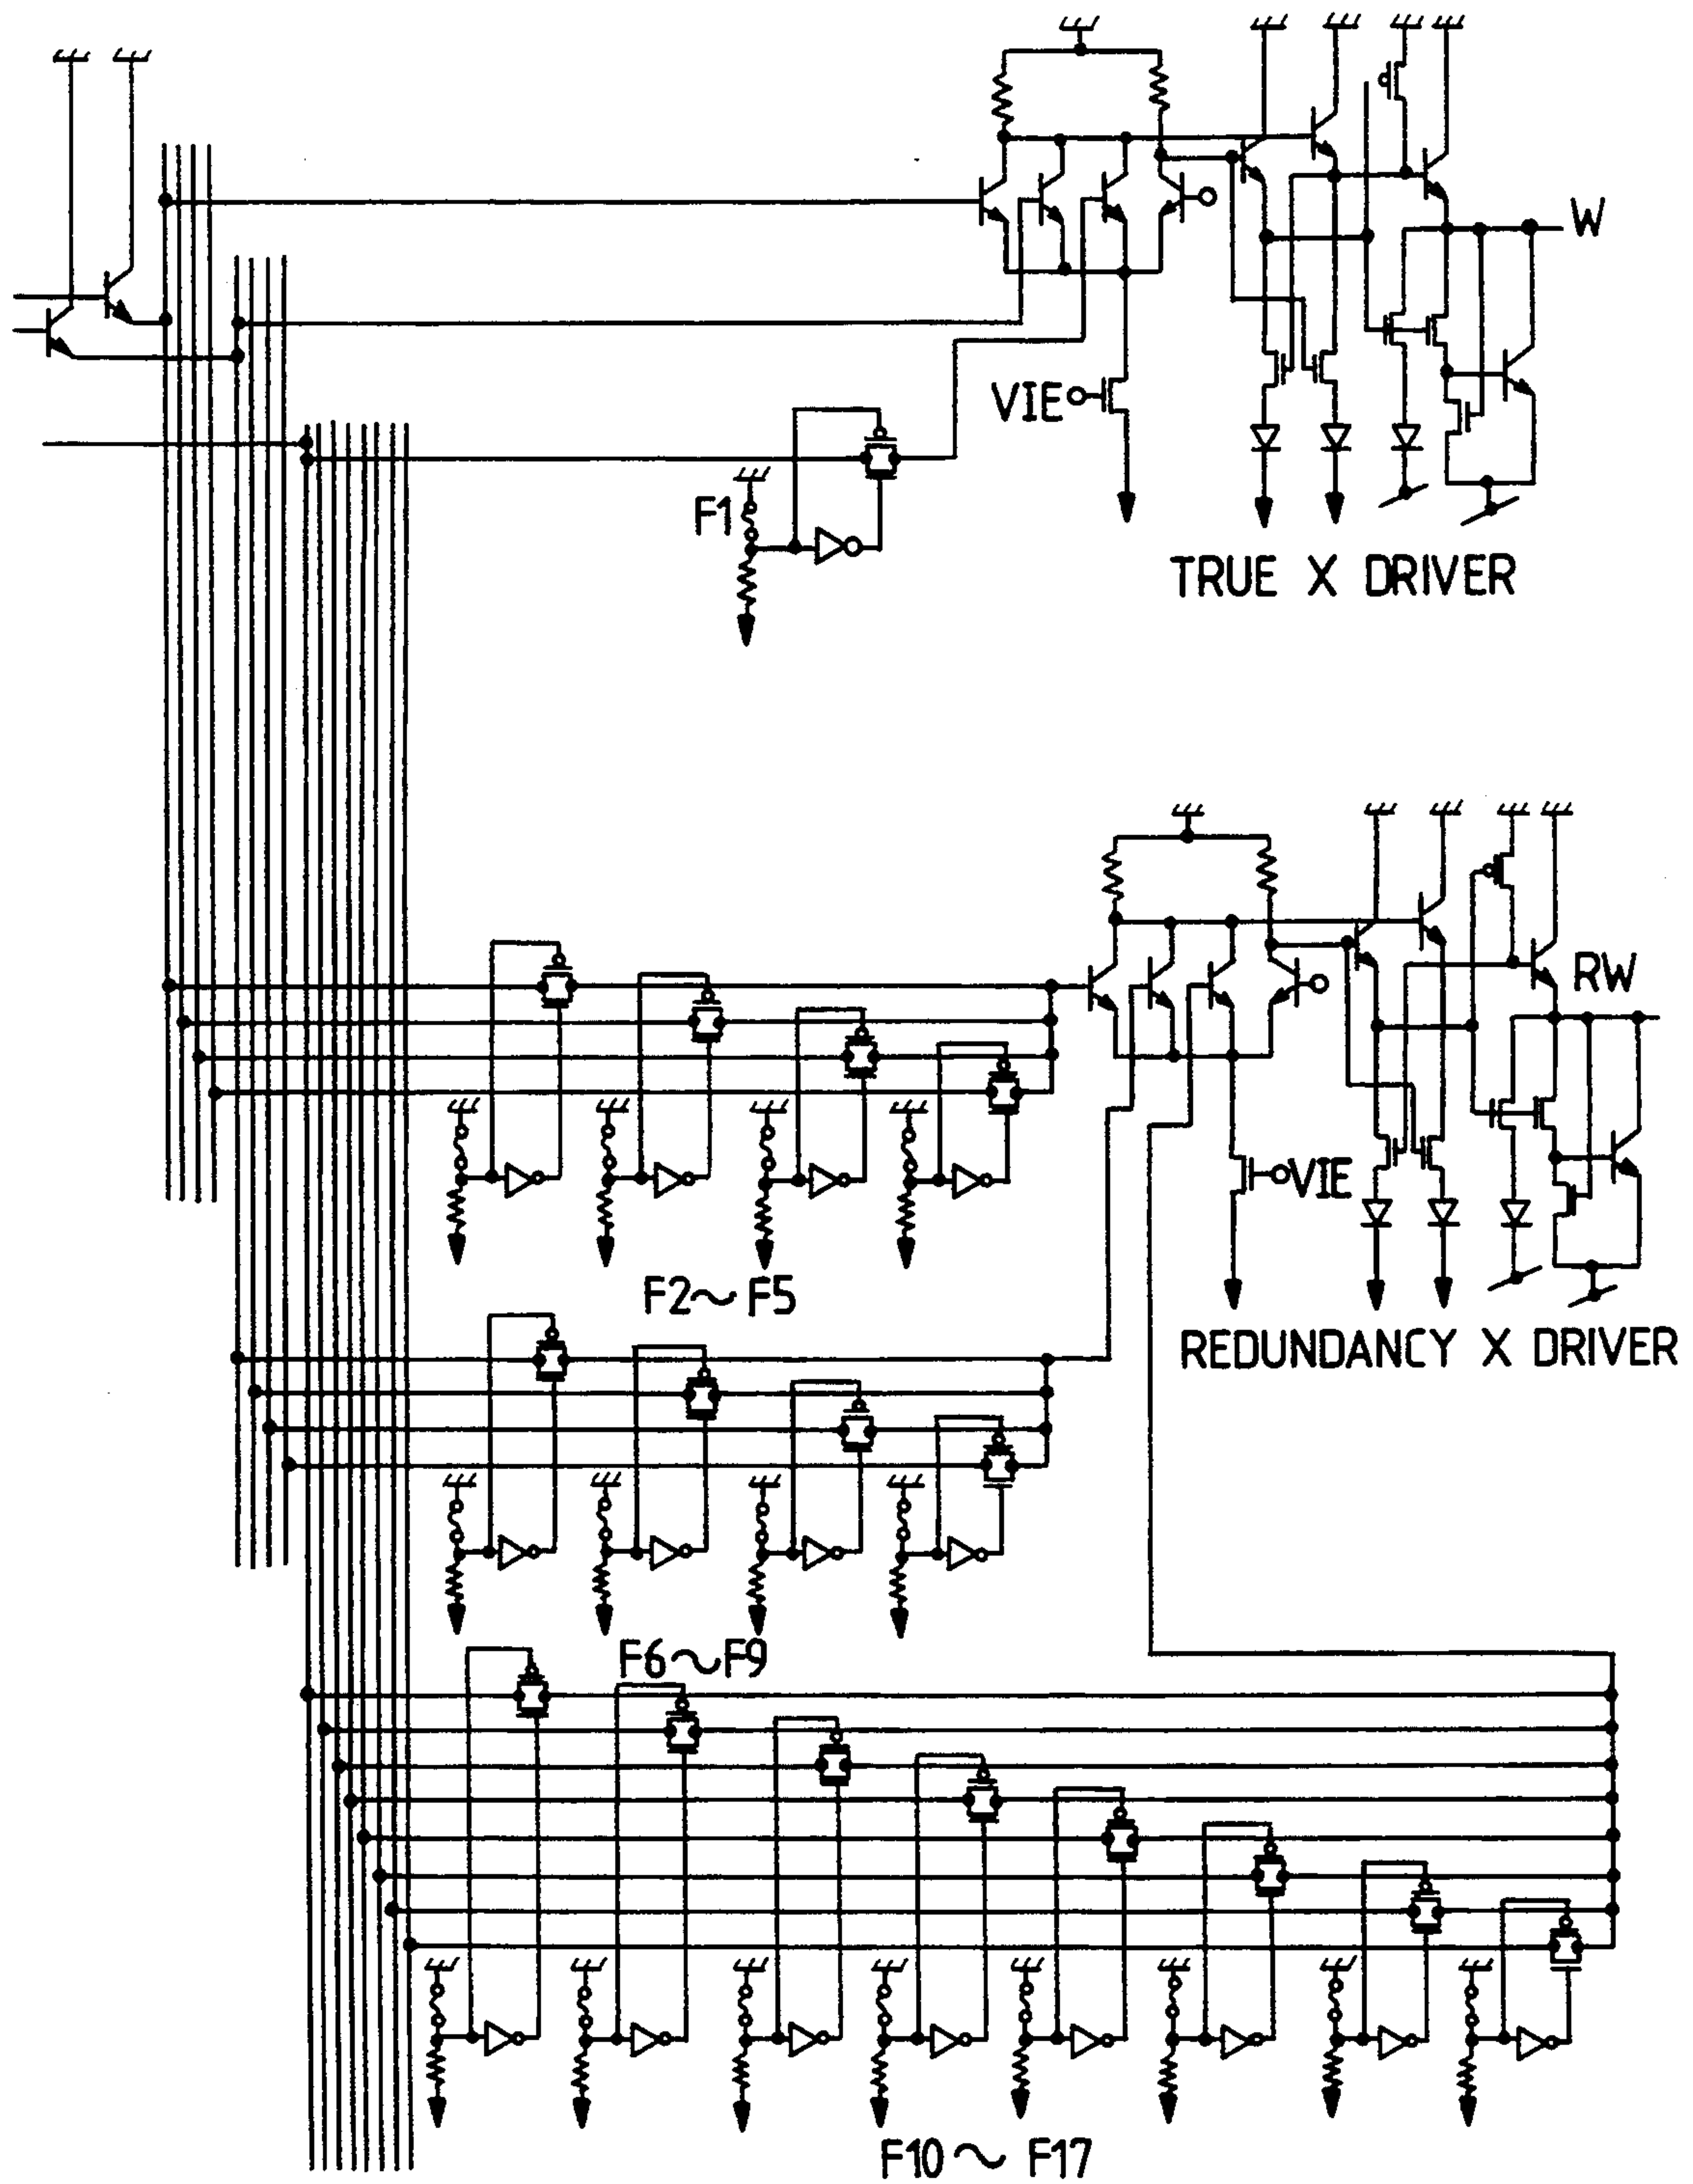 W
VIE
F1
TRUE X DRIVER
RW
VIE
F2~F5
REDUNDANCY X DRIVER
F6~F9
F10~F17